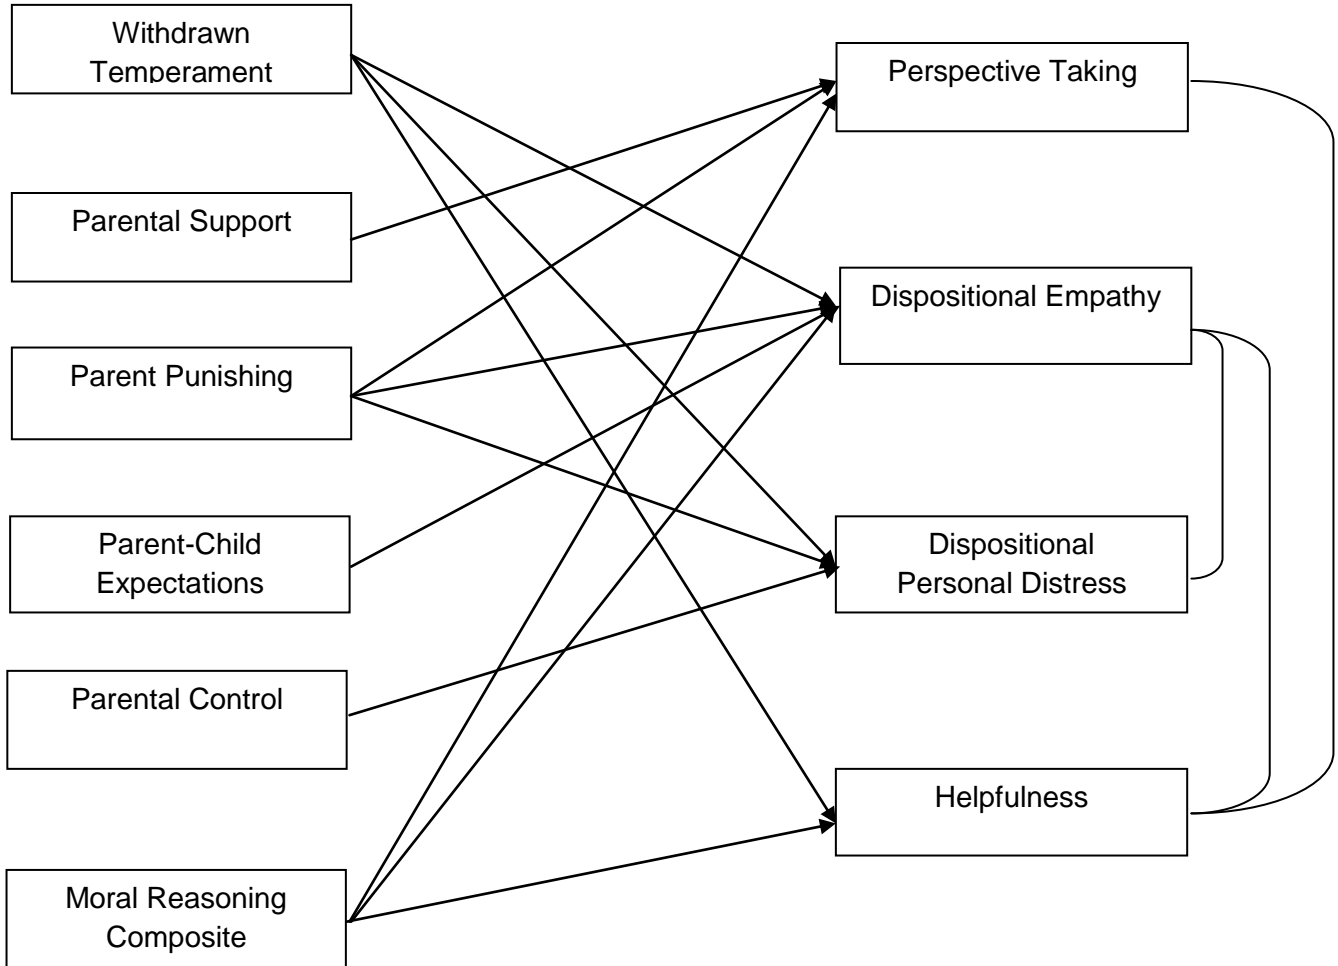 Withdrawn
Temperament
Parental Support
Parent Punishing
Parent-Child
Expectations
Parental Control
Moral Reasoning
Composite
Perspective Taking
Dispositional Empathy
Dispositional
Personal Distress
Helpfulness